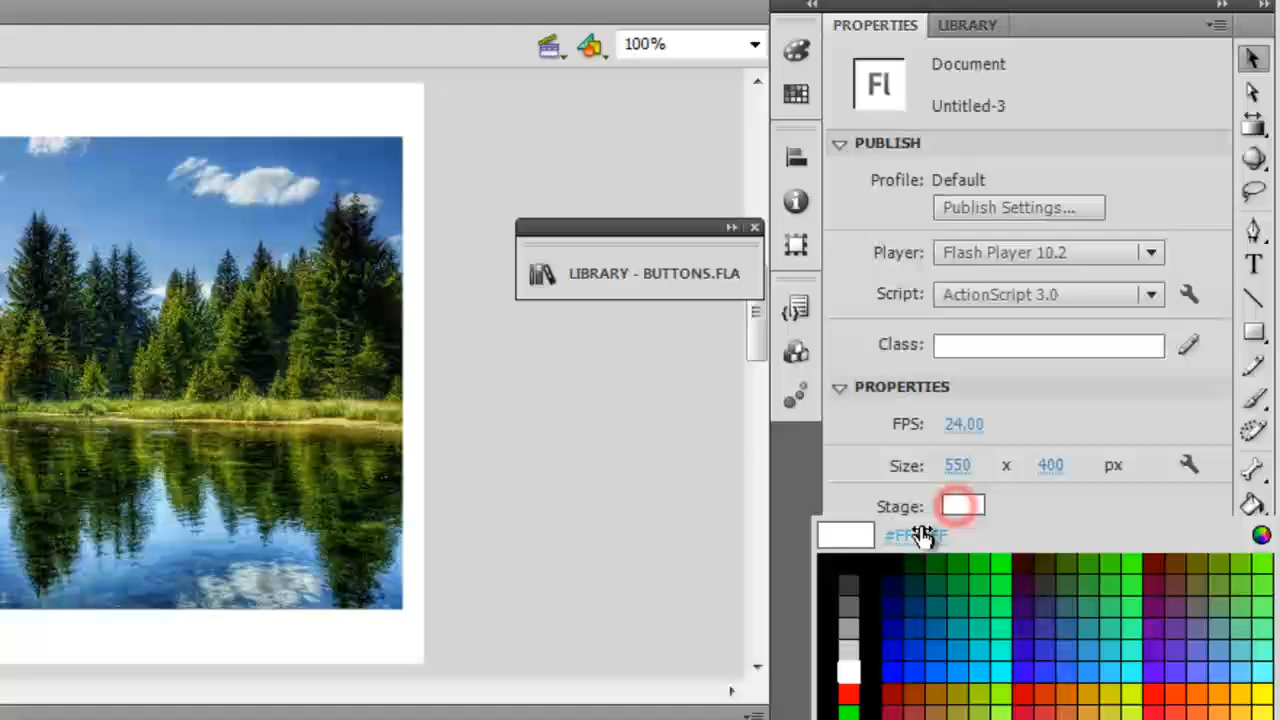 PROPERTIES LIBRARY
100%
Fl
Document
Untitled-3
PUBLISH
Profile: Default
Publish Settings...
Player: Flash Player 10.2
LIBRARY - BUTTONS.FLA
Script: ActionScript 3.0
Class:
PROPERTIES
FPS: 24.00
Size: 550 x 400 px
Stage:
T